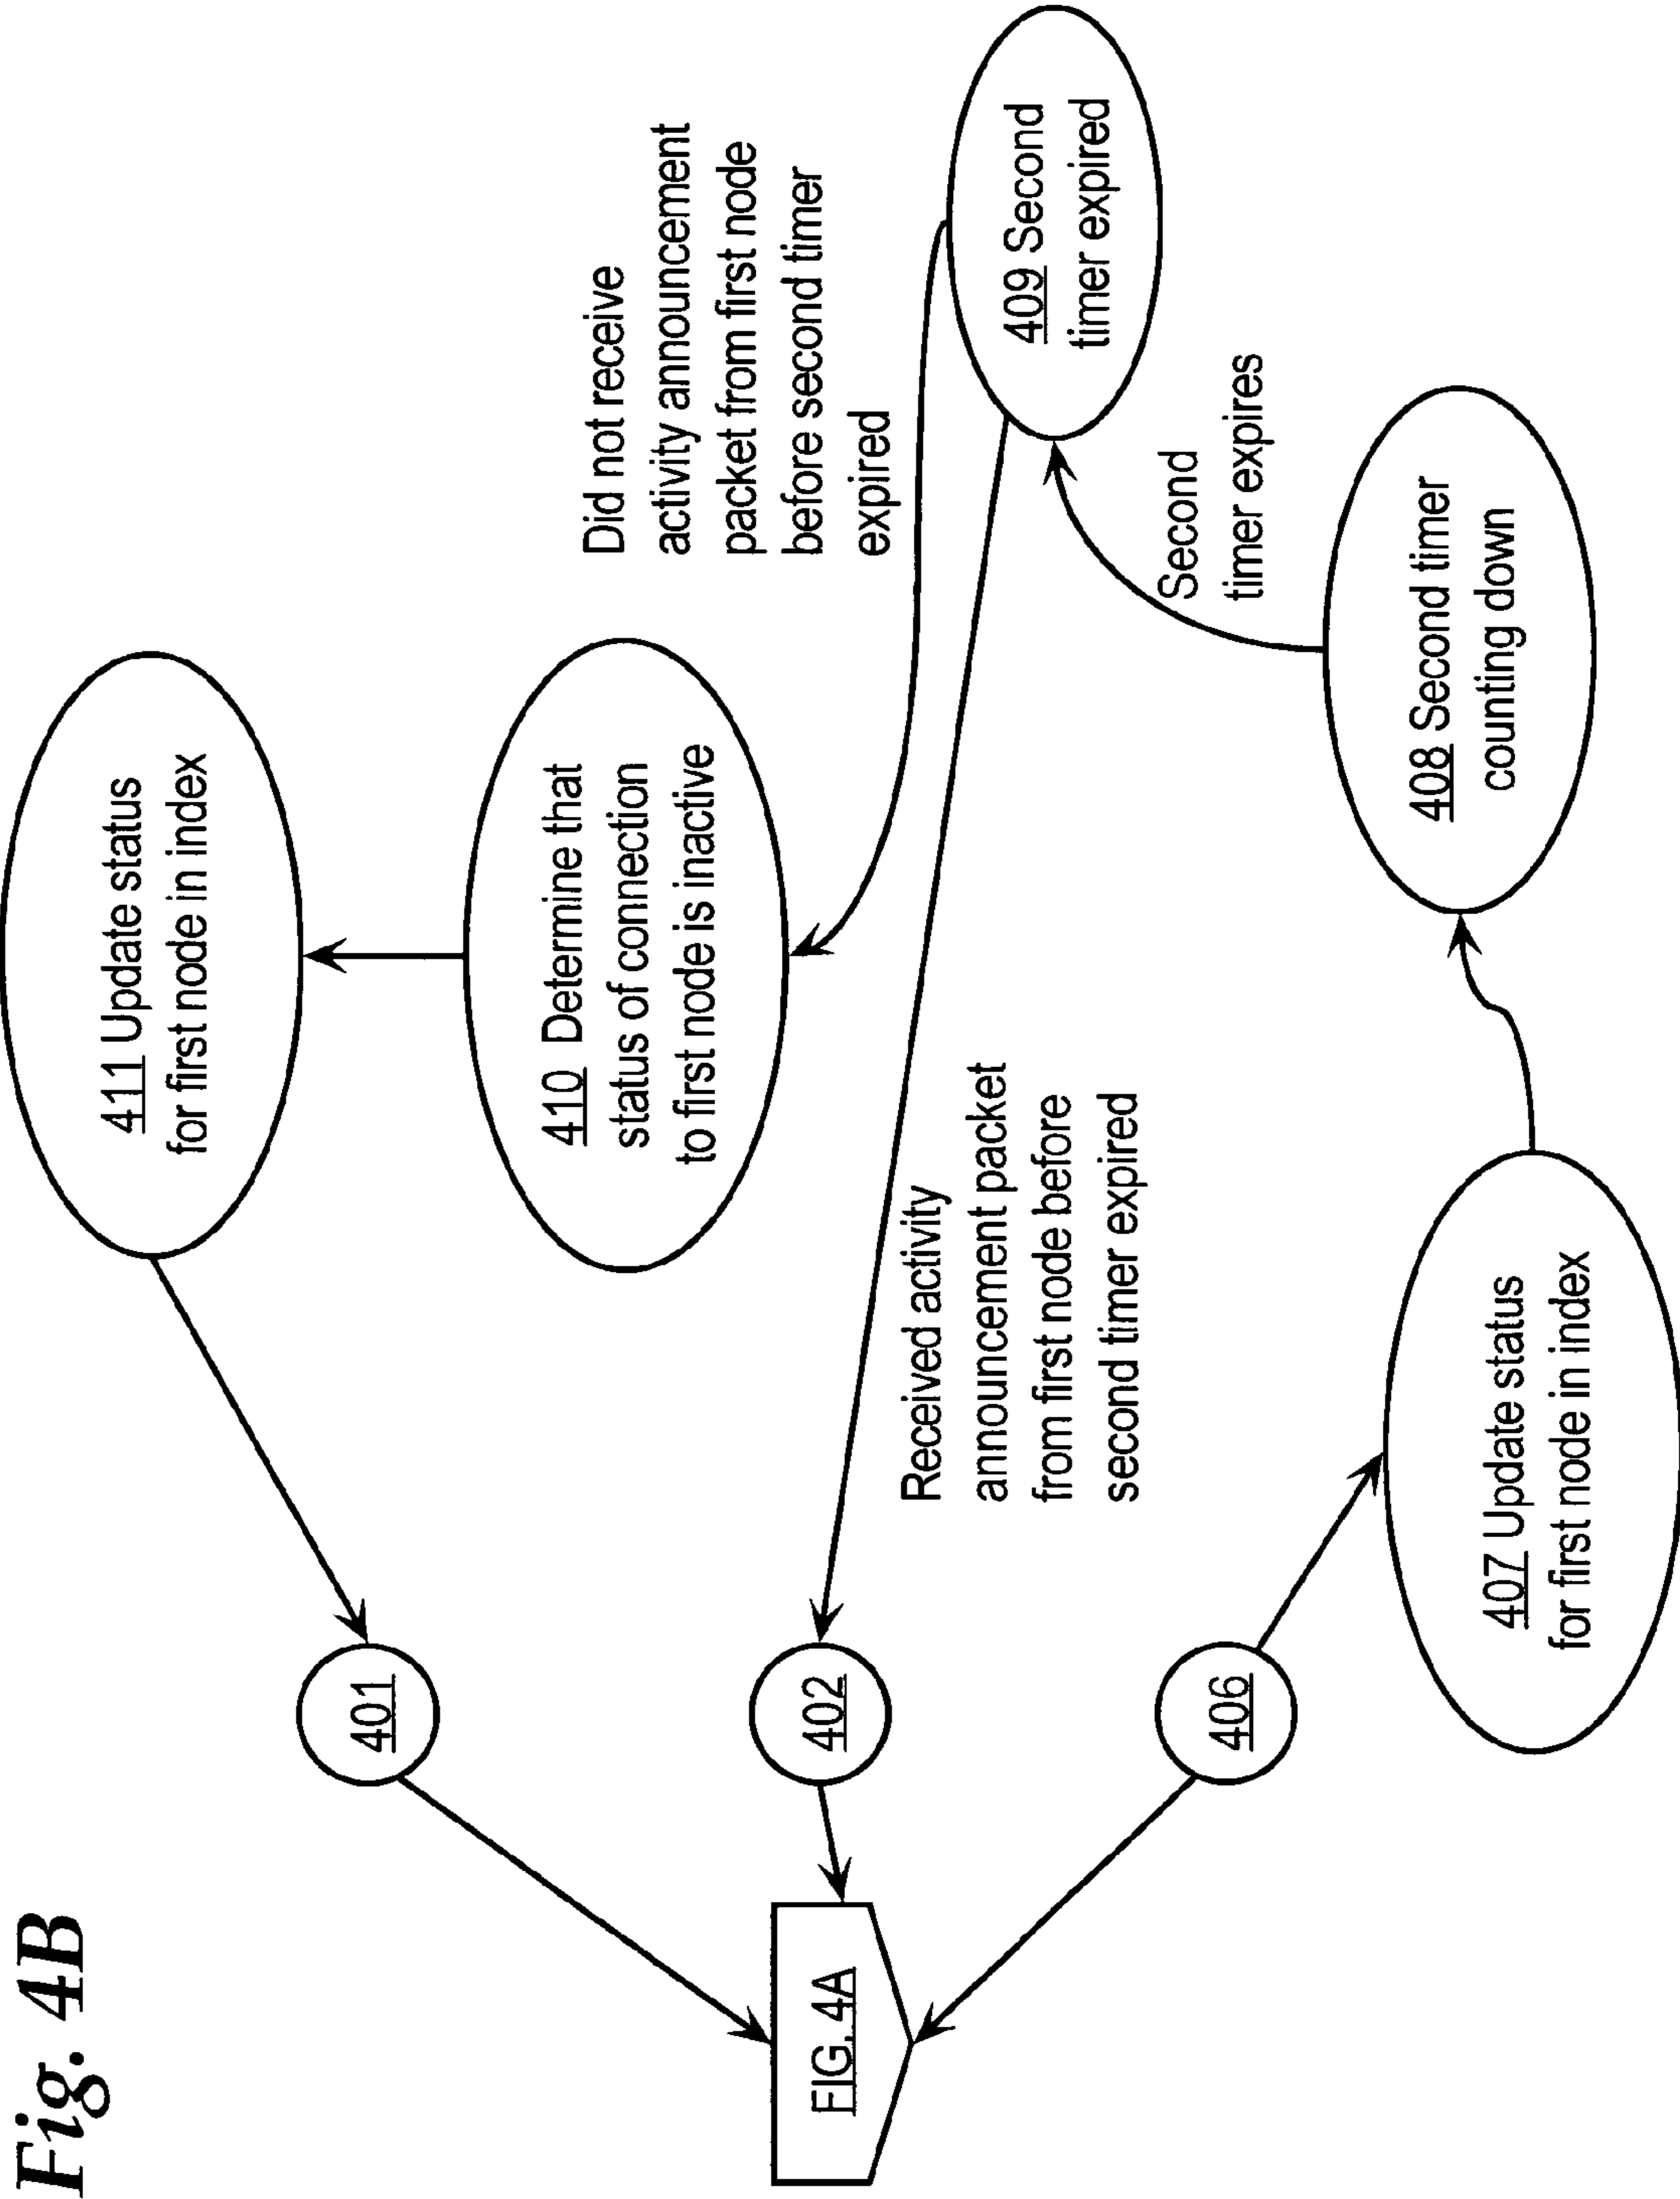 Fig. 4B
411 Update status
for first node in index
410 Determine that
status of connection
to first node is inactive
Did not receive
activity announcement
packet from first node
before second timer
expired
409 Second
timer expired
401
402
406
FIG. 4A
Received activity
announcement packet
from first node before
second timer expired
Second
timer expires
408 Second timer
counting down
407 Update status
for first node in index